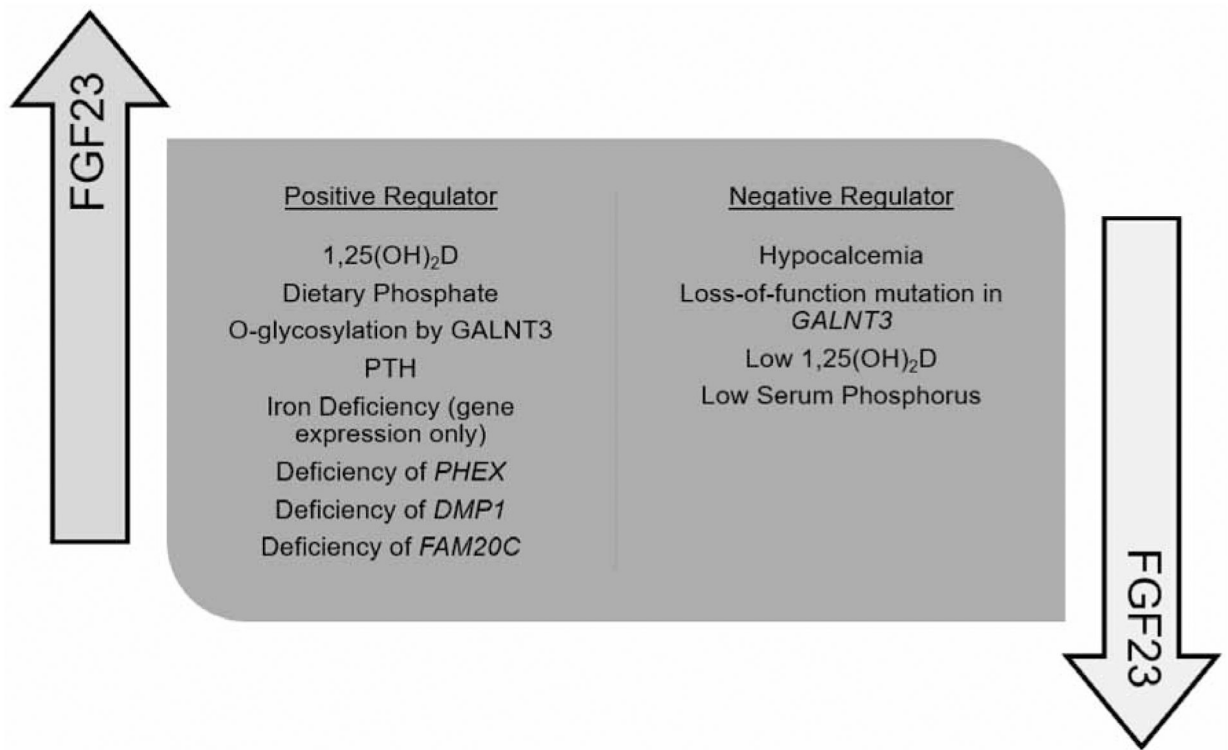 FGF23
Positive Regulator
1,25(OH)₂D
Dietary Phosphate
O-glycosylation by GALNT3
PTH
Iron Deficiency (gene
expression only)
Deficiency of PHEX
Deficiency of DMP1
Deficiency of FAM20C
Negative Regulator
Hypocalcemia
Loss-of-function mutation in
GALNT3
Low 1,25(OH)₂D
Low Serum Phosphorus
FGF23